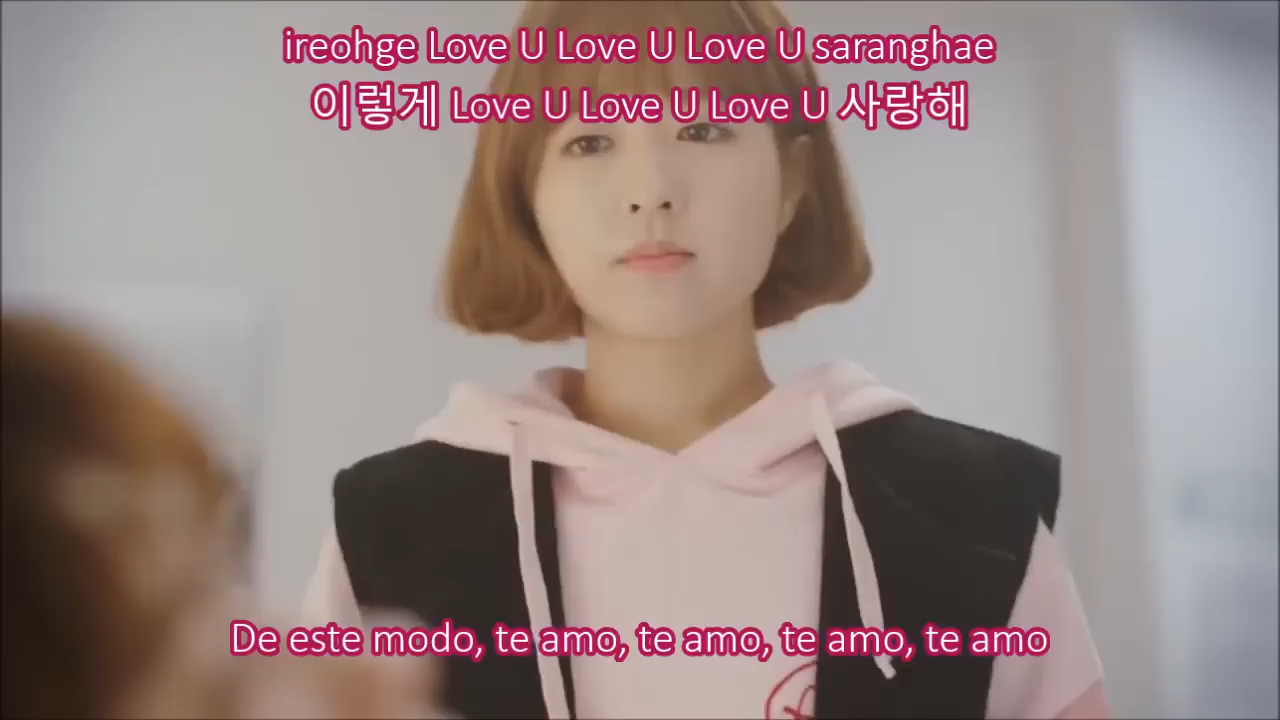 ireohge Love U Love U Love U saranghae
이렇게 Love U Love U Love U 사랑해
De este modo, te amo, te amo, te amo, te amo